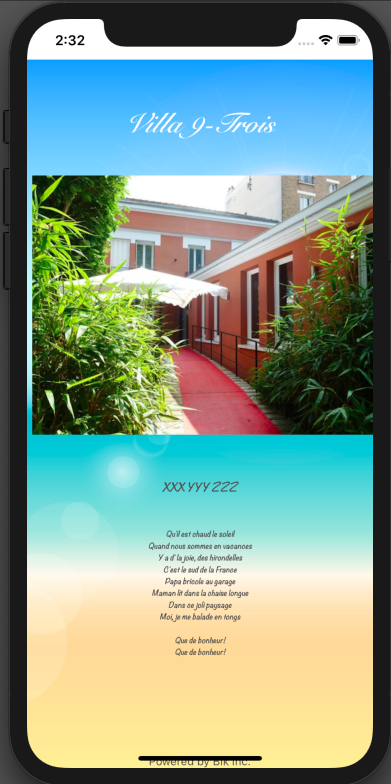 2:32
Villa 9-Trois
XXX YYY ZZZ
Qu'il est chaud le soleil
Quand nous sommes en vacances
Y a d' la joie, des hirondelles
C'est le sud de la France
Papa bricole au garage
Maman lit dans la chaise longue
Dans ce joli paysage
Moi, je me balade en tongs
Que de bonheur!
Que de bonheur!
Powered by Bik Inc.